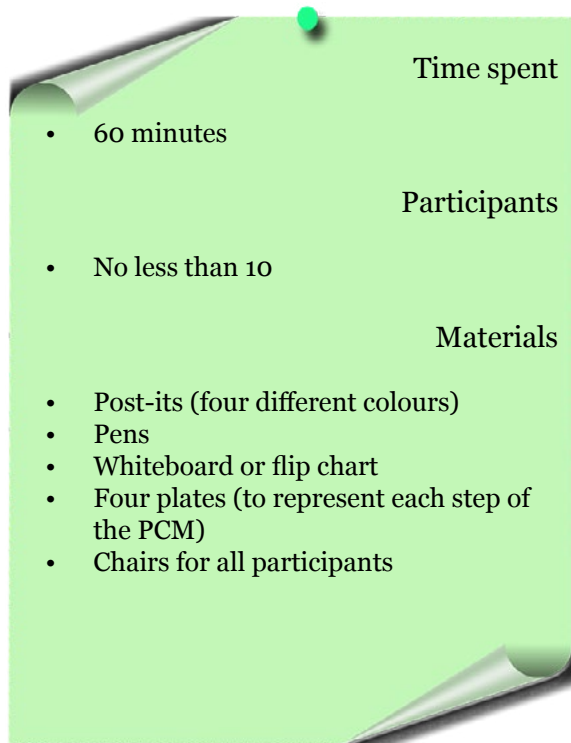 Time spent
• 60 minutes
Participants
• No less than 10
Materials
• Post-its (four different colours)
• Pens
• Whiteboard or flip chart
• Four plates (to represent each step of
the PCM)
• Chairs for all participants